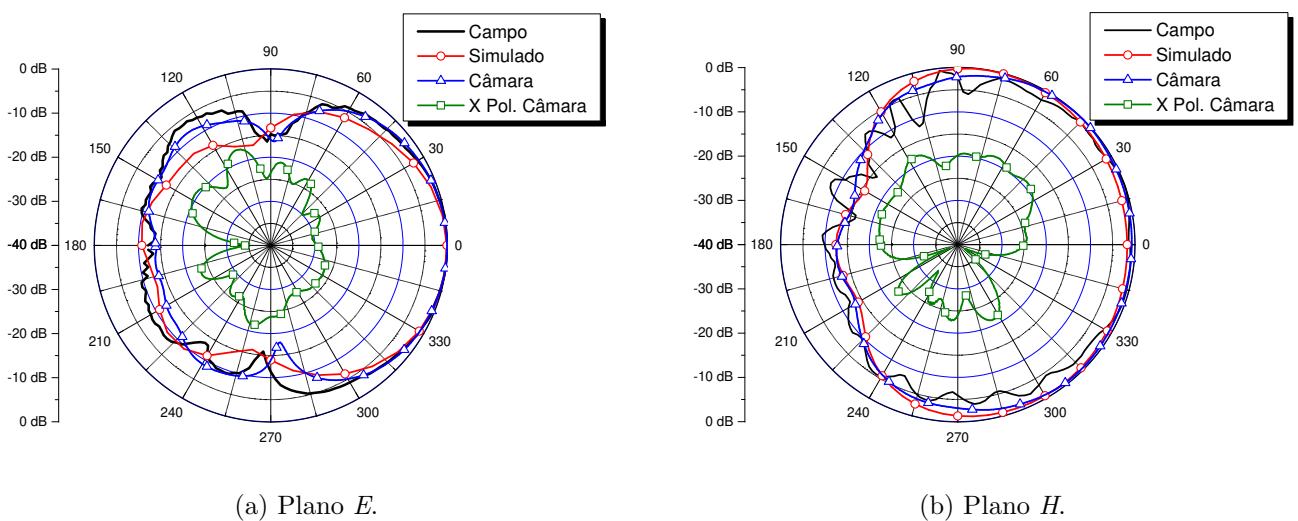 Campo
Simulado
Câmara
X Pol. Câmara
0 dB
-10 dB
-20 dB
-30 dB
-40 dB
-30 dB
-20 dB
-10 dB
0 dB
90
120
60
150
30
180
0
210
330
240
300
270
(a) Plano E.
Campo
Simulado
Câmara
X Pol. Câmara
0 dB
-10 dB
-20 dB
-30 dB
-40 dB
-30 dB
-20 dB
-10 dB
0 dB
90
120
60
150
30
180
0
210
330
240
300
270
(b) Plano H.